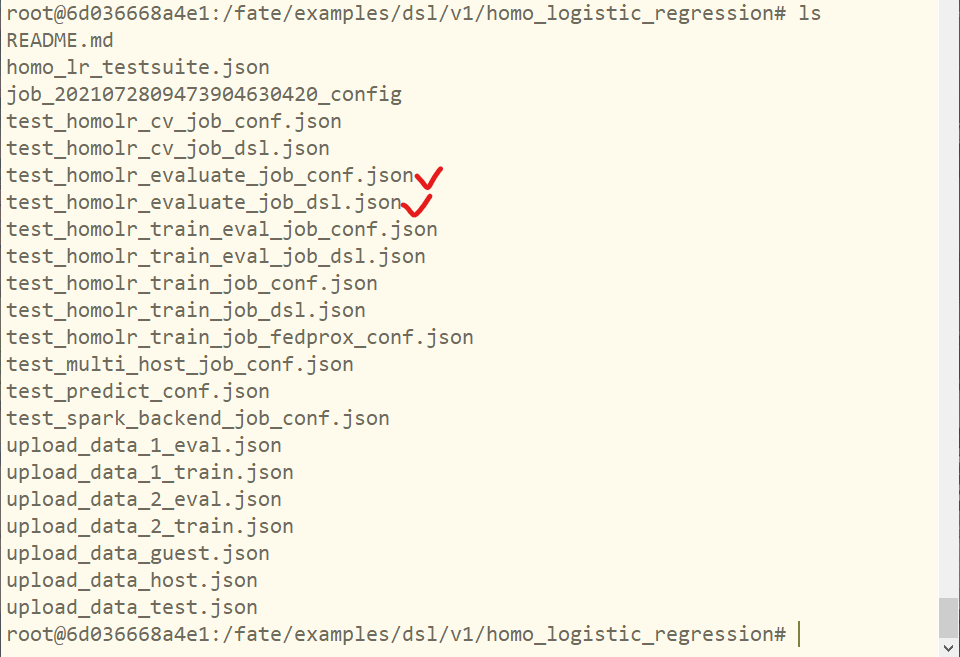 root@6d036668a4e1:/fate/examples/dsl/v1/homo_logistic_regression# ls
README.md
homo_lr_testsuite.json
job_2021072809473904630420_config
test_homolr_cv_job_conf.json
test_homolr_cv_job_dsl.json
test_homolr_evaluate_job_conf.json
test_homolr_evaluate_job_dsl.json
test_homolr_train_eval_job_conf.json
test_homolr_train_eval_job_dsl.json
test_homolr_train_job_conf.json
test_homolr_train_job_dsl.json
test_homolr_train_job_fedprox_conf.json
test_multi_host_job_conf.json
test_predict_conf.json
test_spark_backend_job_conf.json
upload_data_1_eval.json
upload_data_1_train.json
upload_data_2_eval.json
upload_data_2_train.json
upload_data_guest.json
upload_data_host.json
upload_data_test.json
root@6d036668a4e1:/fate/examples/dsl/v1/homo_logistic_regression#